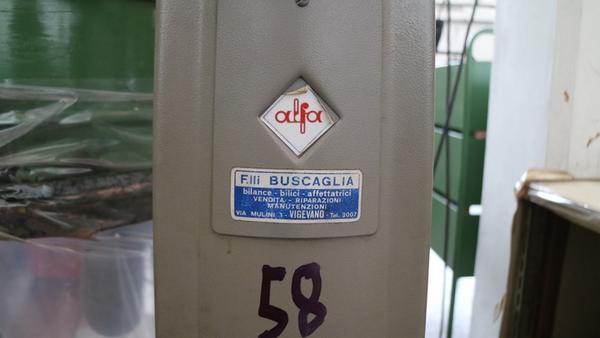 alfa
F.lli BUSCAGLIA
bilance - bilici - affettatrici
VENDITA - RIPARAZIONI
MANUTENZIONI
VIA MULINI, 3 - VIGEVANO - Tel. 3007
58